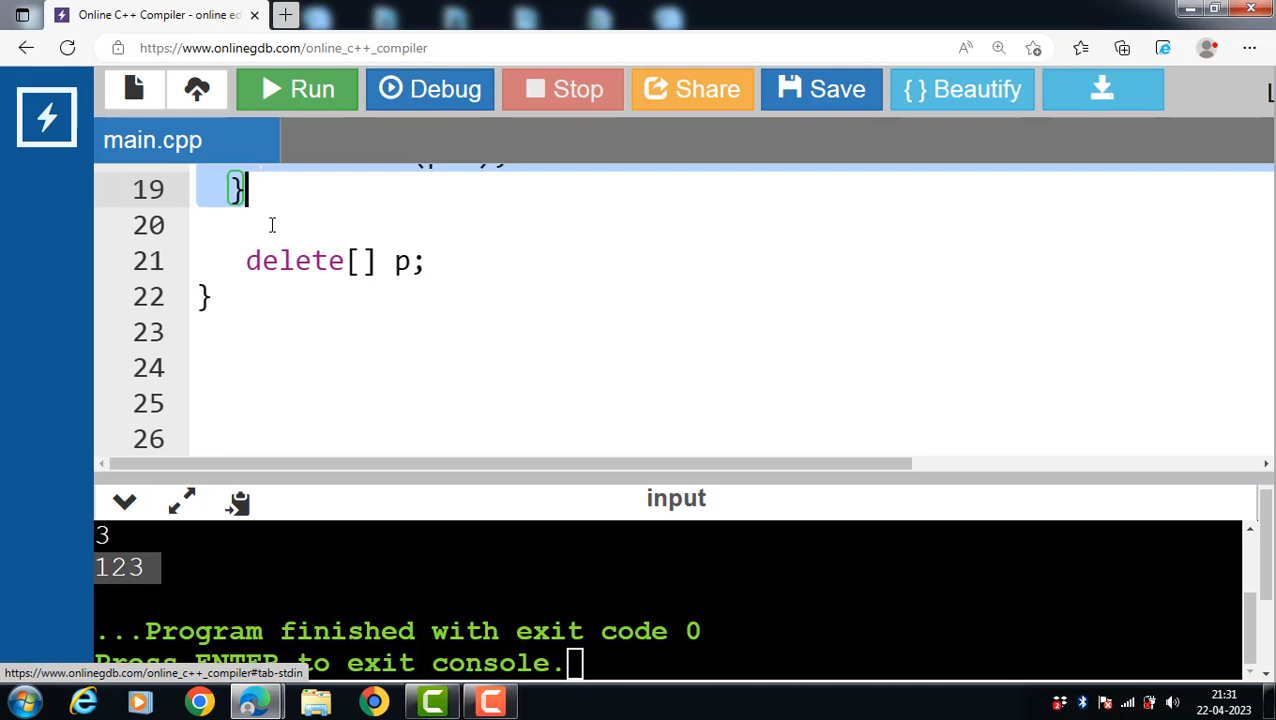 Online C++ Compiler - online ed
https://www.onlinegdb.com/online_c++_compiler
Run
Debug
Stop
Share
Save
{ } Beautify
main.cpp
19 }
20
21 delete[] p;
22 }
23
24
25
26
input
3
123
...Program finished with exit code 0
Press ENTER to exit console.
https://www.onlinegdb.com/online_c++_compiler#tab-stdin
21:31
22-04-2023